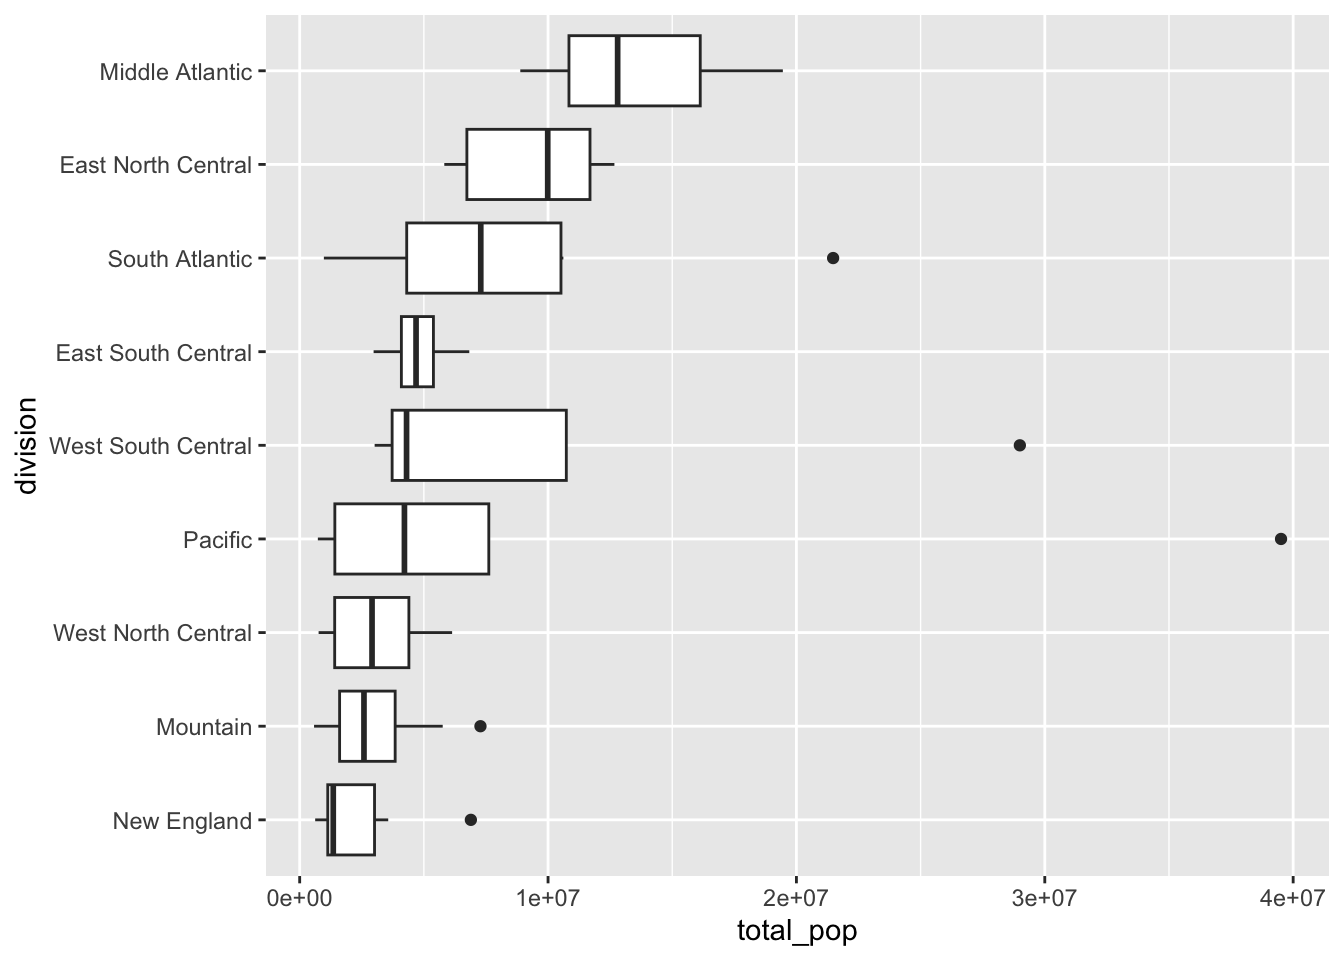 Middle Atlantic
East North Central
South Atlantic
East South Central
West South Central
Pacific
West North Central
Mountain
New England
division
0e+00 1e+07 2e+07 3e+07 4e+07
total_pop